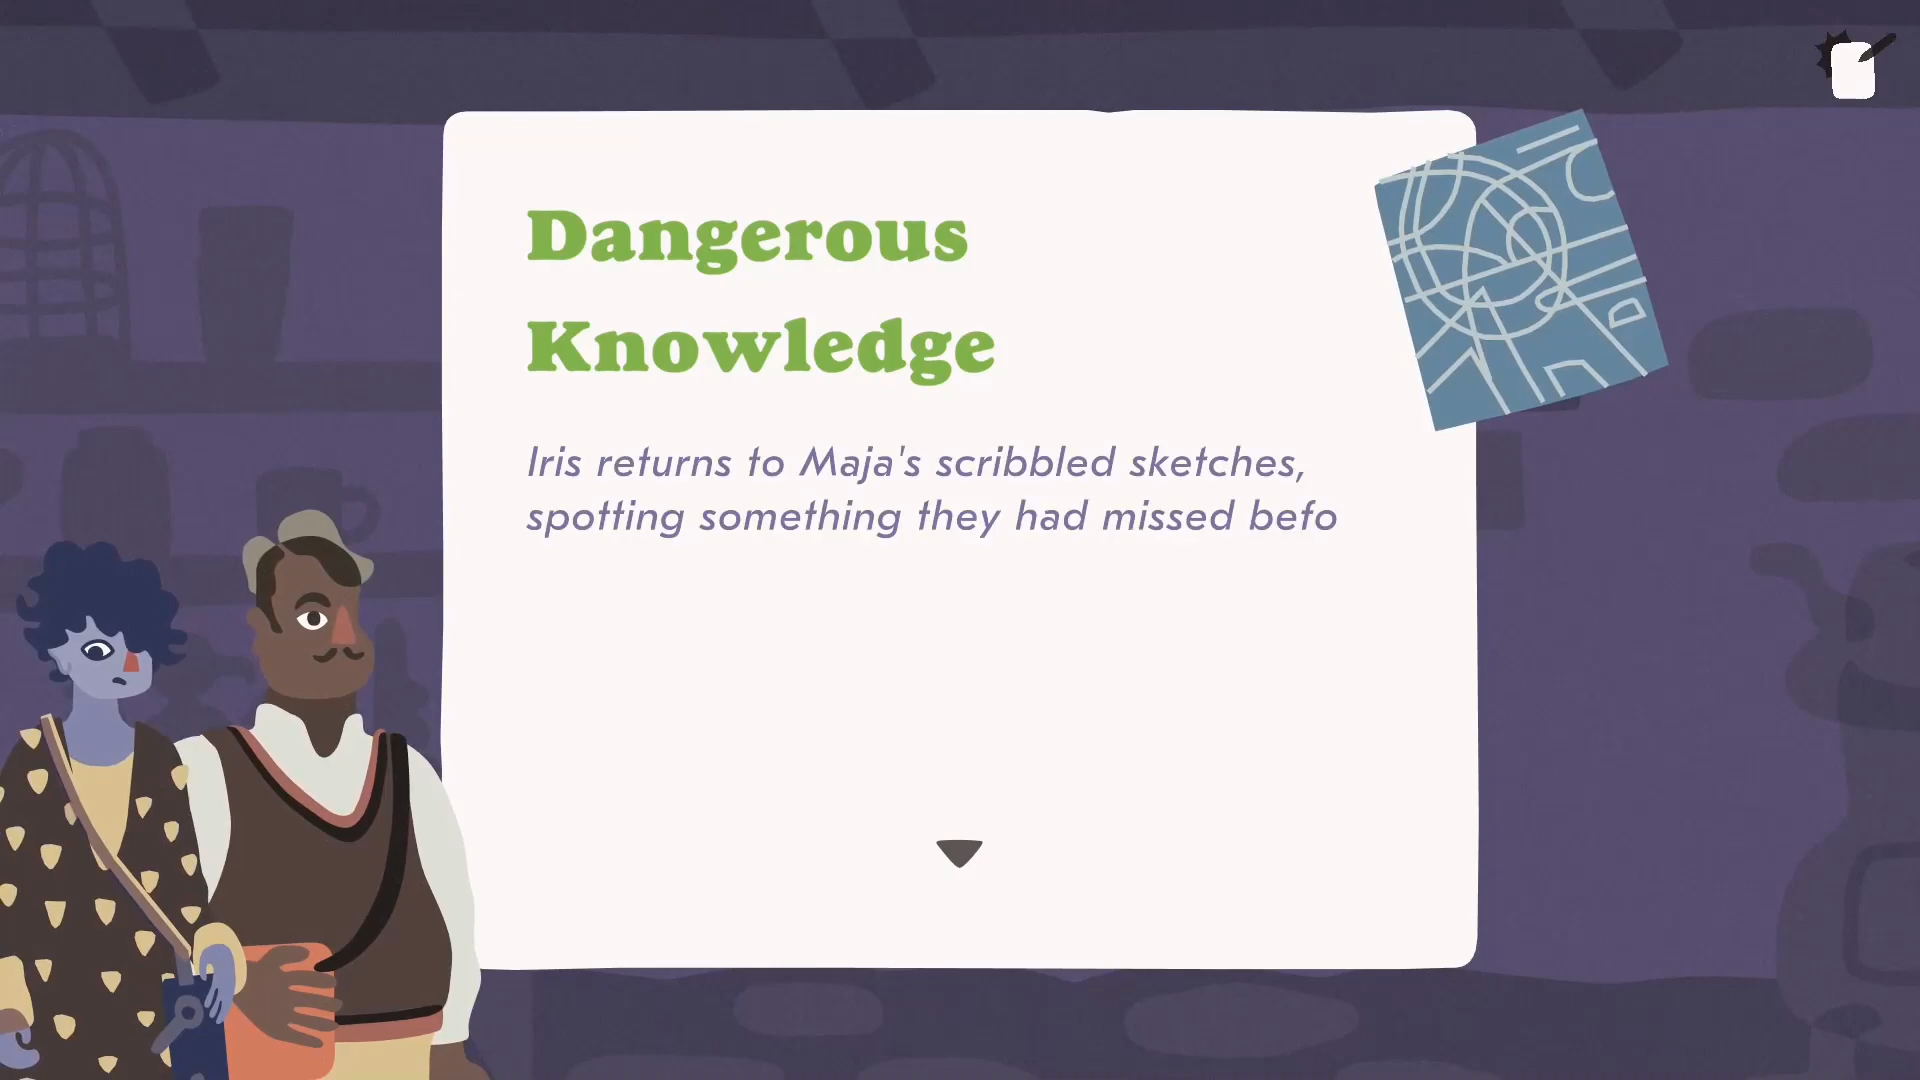 Dangerous
Knowledge
Iris returns to Maja's scribbled sketches,
spotting something they had missed befo